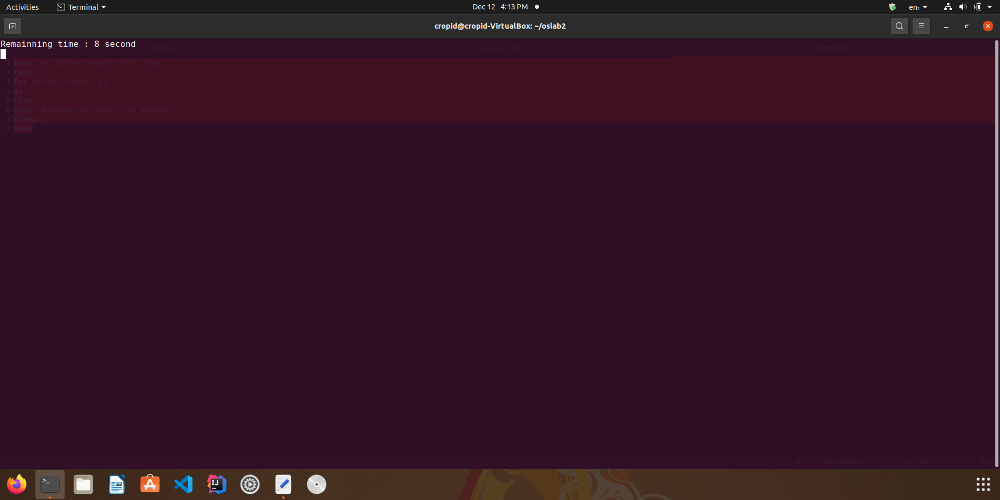 Activities Terminal Dec 12 4:13 PM en₁
cropid@cropid-VirtualBox: ~/oslab2
Remainning time : 8 second
multi.sh reverse.sh timer.sh
1 echo -n "Enter seconds for timer : "
2 read t
3 for ((i=t;i>=0;i--))
4 do
5 clear
6 echo "Remainning time : $i second"
7 sleep 1
8 done
sh Tab Width: 4 Ln 1, Col 1 INS